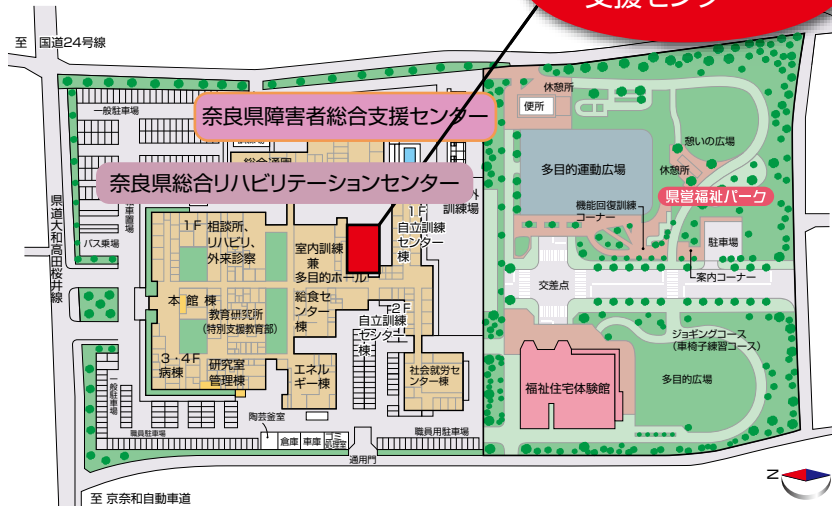 支援センター
至 国道24号線
一般駐車場
奈良県障害者総合支援センター
奈良県総合リハビリテーションセンター
県道大和高田桜井線
バス乗場
1F 相談所、
リハビリ、
外来診察
室内訓練
兼
多目的ホール
1F
自立訓練
センター
棟
訓練場
本館棟
教育研究所
(特別支援教育部)
給食セ
ンター
棟
2F
自立訓練
センター
棟
3・4F
病棟
研究室
管理棟
エネル
ギー棟
社会就労セ
ンター棟
一般駐車場
職員駐車場
陶芸釜室
倉庫
車庫
ゴミ
処理室
職員用駐車場
通用門
至 京奈和自動車道
休憩所
便所
憩いの広場
多目的運動広場
休憩所
県営福祉パーク
機能回復訓練
コーナー
駐車場
案内コーナー
交差点
ジョギングコース
(車椅子練習コース)
福祉住宅体験館
多目的広場
N